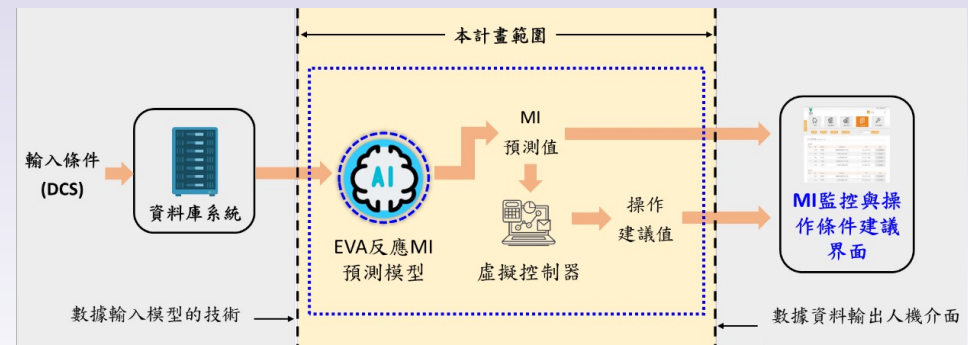 本計畫範圍
輸入條件
(DCS)
資料庫系統
AI
EVA反應MI
預測模型
MI
預測值
虛擬控制器
操作
建議值
MI監控與操
作條件建議
界面
數據輸入模型的技術
數據資料輸出人機介面